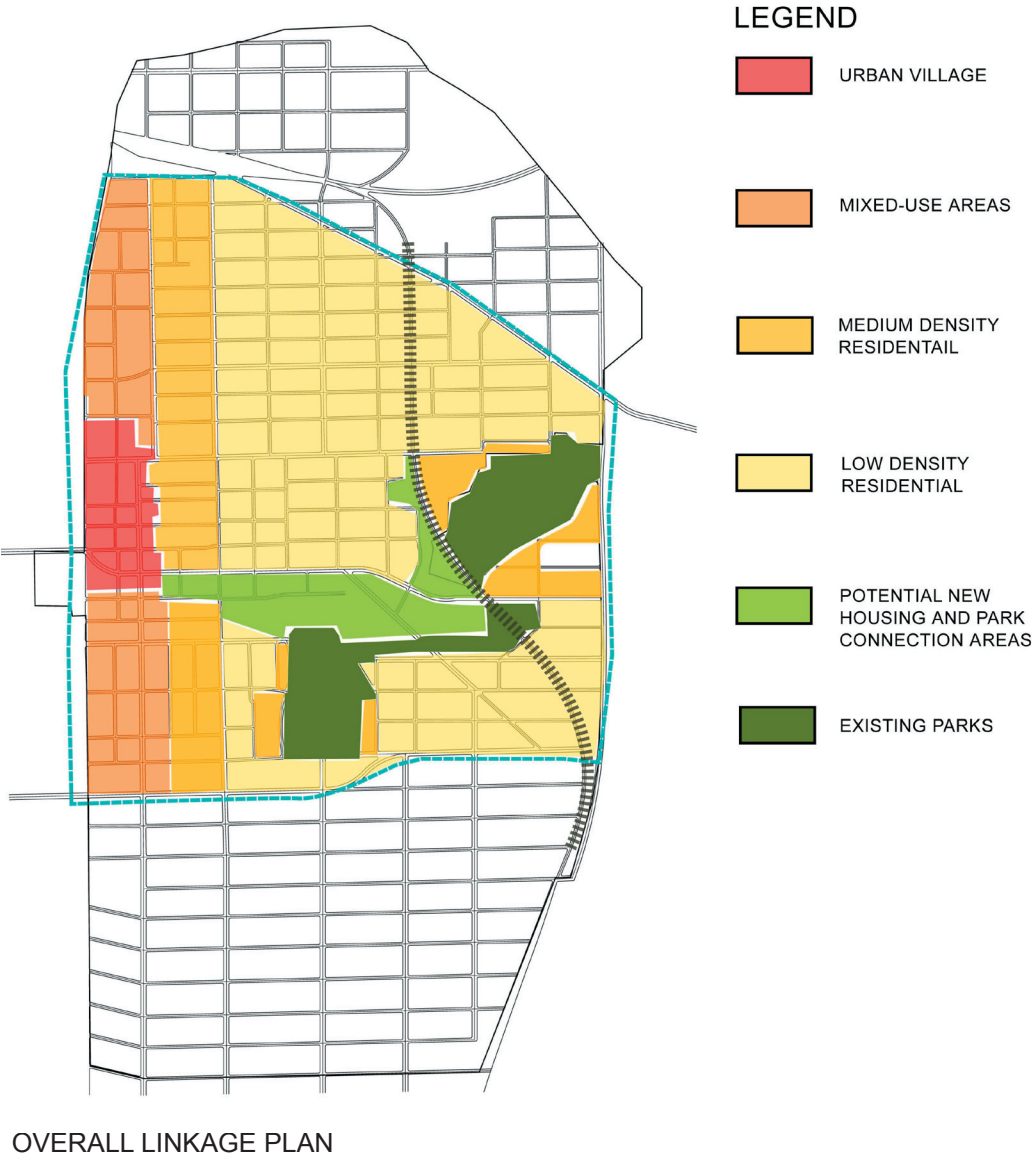 LEGEND
URBAN VILLAGE
MIXED-USE AREAS
MEDIUM DENSITY
RESIDENTAIL
LOW DENSITY
RESIDENTIAL
POTENTIAL NEW
HOUSING AND PARK
CONNECTION AREAS
EXISTING PARKS
OVERALL LINKAGE PLAN